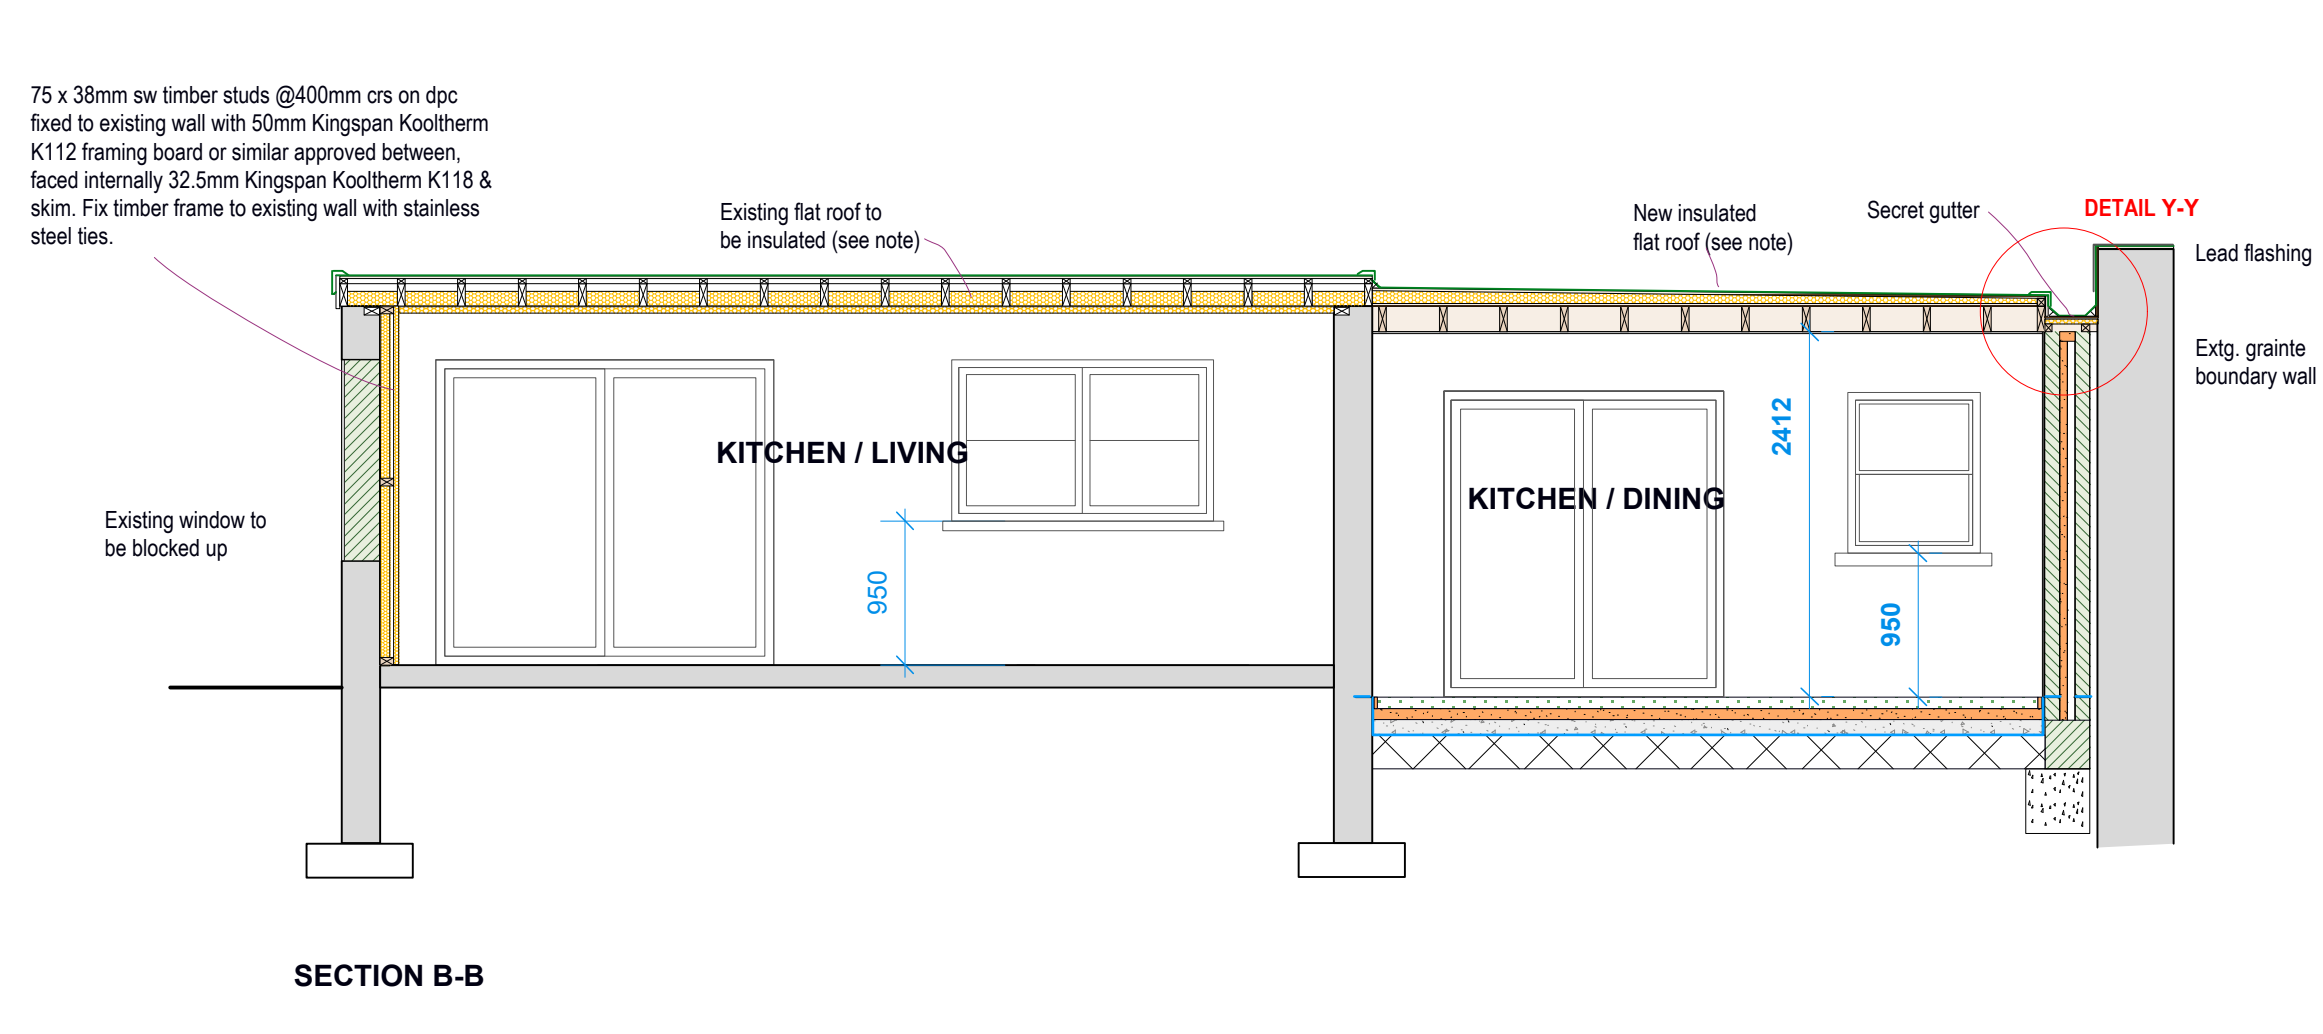 75 x 38mm sw timber studs @400mm crs on dpc
fixed to existing wall with 50mm Kingspan Kooltherm
K112 framing board or similar approved between,
faced internally 32.5mm Kingspan Kooltherm K118 &
skim. Fix timber frame to existing wall with stainless
steel ties.
Existing flat roof to
be insulated (see note)
New insulated
flat roof (see note)
Secret gutter
DETAIL Y-Y
Lead flashing
Extg. grainte
boundary wall
KITCHEN / LIVING
KITCHEN / DINING
2412
Existing window to
be blocked up
950
950
SECTION B-B